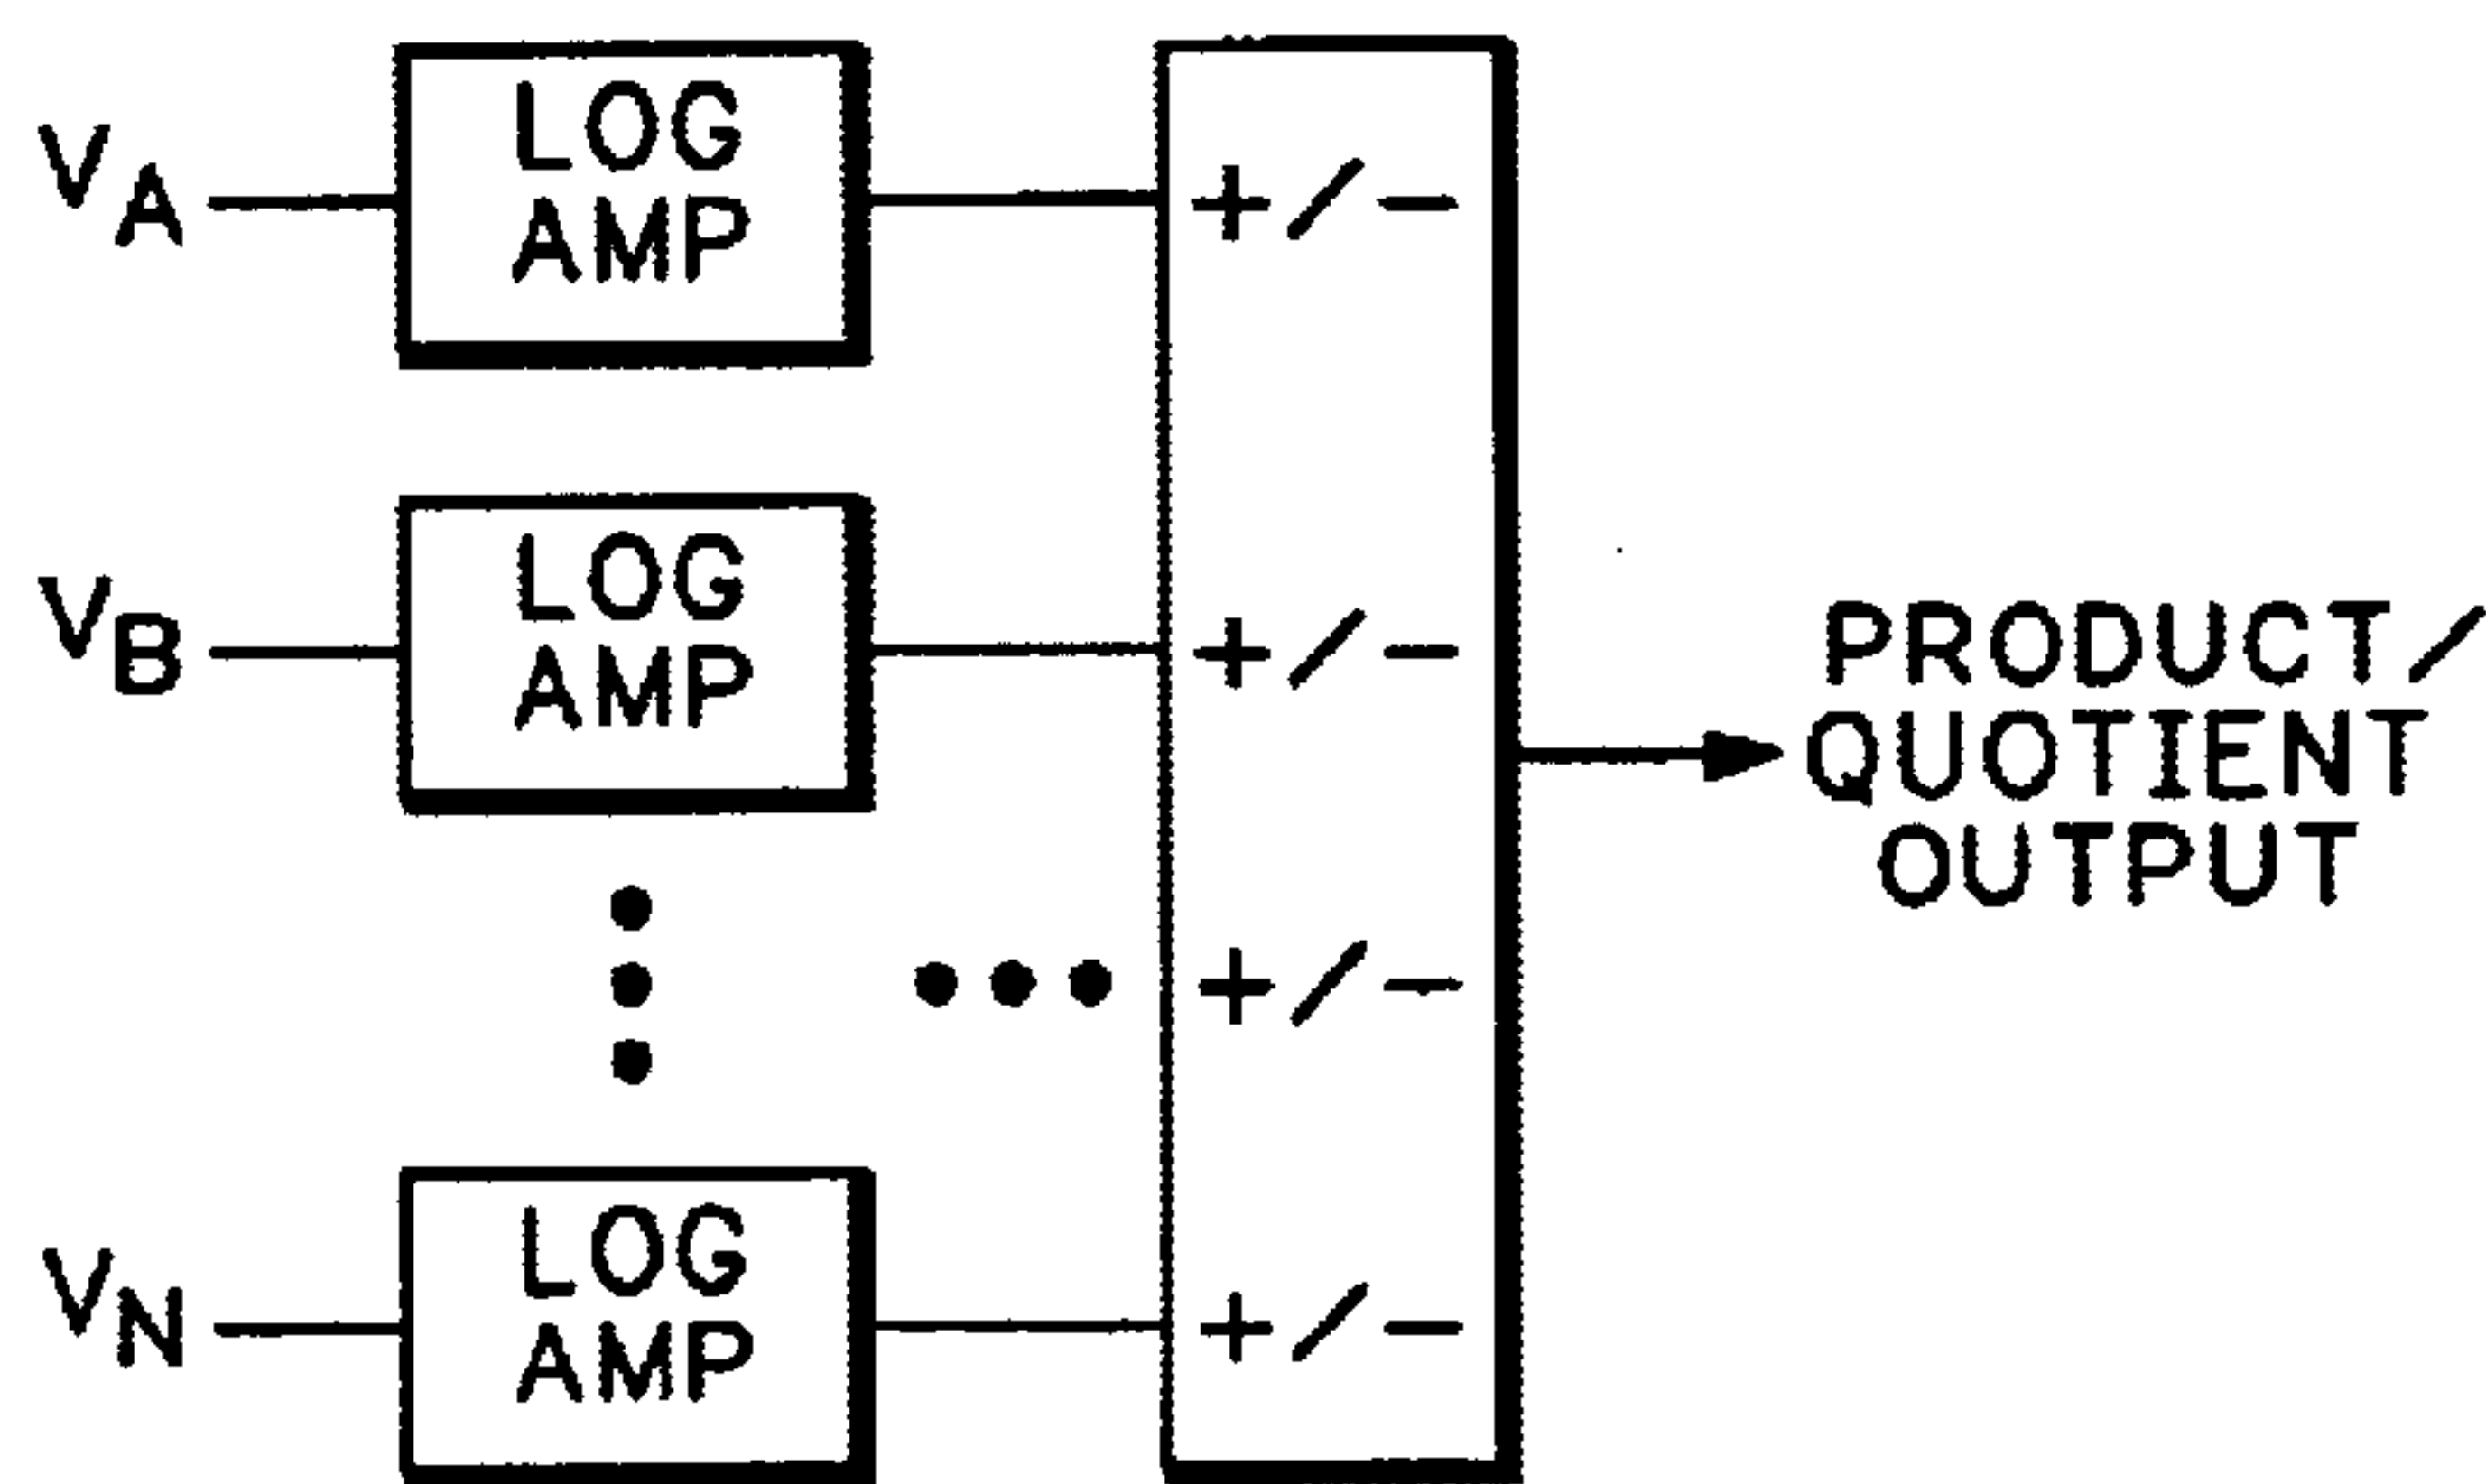 V_A
LOG
AMP
+/-
V_B
LOG
AMP
+/-
+/-
V_N
LOG
AMP
+/-
PRODUCT/
QUOTIENT
OUTPUT